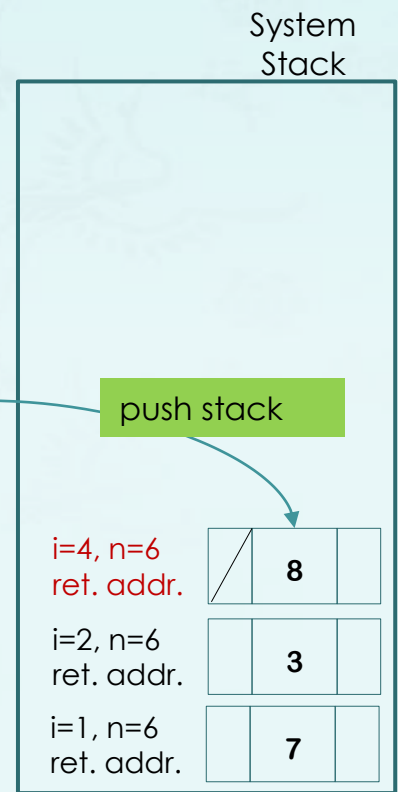 System
Stack
push stack
i=4, n=6
ret. addr.
8
i=2, n=6
ret. addr.
3
i=1, n=6
ret. addr.
7